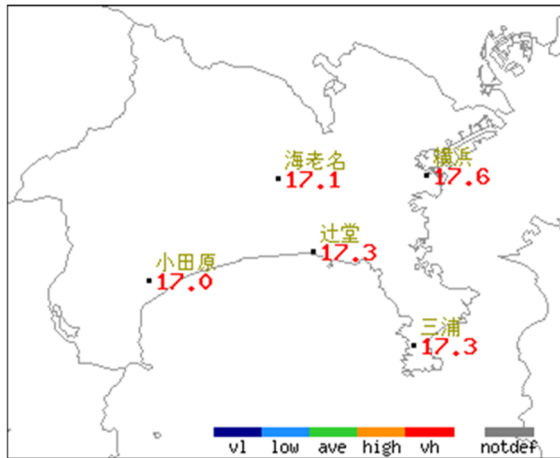 海老名
17.1
横浜
17.6
辻堂
17.3
小田原
17.0
三浦
17.3
vl low ave high vh notdef